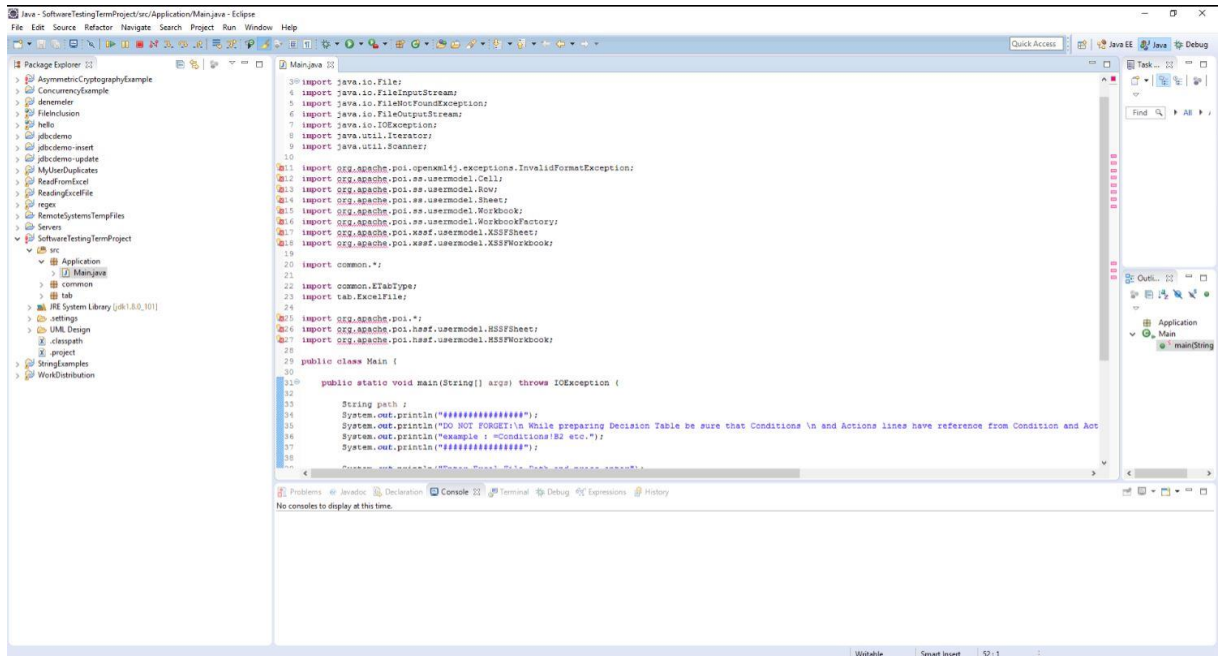 Java - SoftwareTestingTermProject/src/Application/Main.java - Eclipse
File Edit Source Refactor Navigate Search Project Run Window Help
Quick Access
Java EE
Java
Debug
Package Explorer
AsymmetricCryptographyExample
ConcurrencyExample
denemeler
FileInclusion
hello
jdbcdemo
jdbcdemo-insert
jdbcdemo-update
MyUserDuplicates
ReadFromExcel
ReadingExcelFile
regex
RemoteSystemsTempFiles
Servers
SoftwareTestingTermProject
src
Application
Main.java
common
tab
JRE System Library [jdk1.8.0_101]
.settings
UML Design
.classpath
.project
StringExamples
WorkDistribution
Main.java
3 import java.io.File;
4 import java.io.FileInputStream;
5 import java.io.FileNotFoundException;
6 import java.io.FileOutputStream;
7 import java.io.IOException;
8 import java.util.Iterator;
9 import java.util.Scanner;
10
11 import org.apache.poi.openxml4j.exceptions.InvalidFormatException;
12 import org.apache.poi.ss.usermodel.Cell;
13 import org.apache.poi.ss.usermodel.Row;
14 import org.apache.poi.ss.usermodel.Sheet;
15 import org.apache.poi.ss.usermodel.Workbook;
16 import org.apache.poi.ss.usermodel.WorkbookFactory;
17 import org.apache.poi.xssf.usermodel.XSSFSheet;
18 import org.apache.poi.xssf.usermodel.XSSFWorkbook;
19
20 import common.*;
21
22 import common.ETabType;
23 import tab.ExcelFile;
24
25 import org.apache.poi.*;
26 import org.apache.poi.hssf.usermodel.HSSFSheet;
27 import org.apache.poi.hssf.usermodel.HSSFWorkbook;
28
29 public class Main {
30
31 public static void main(String[] args) throws IOException {
32
33 String path ;
34 System.out.println("################");
35 System.out.println("DO NOT FORGET:\n While preparing Decision Table be sure that Conditions \n and Actions lines have reference from Condition and Act
36 System.out.println("example : =Conditions!B2 etc.");
37 System.out.println("################");
38
Task ...
Find
All
Outli...
Application
Main
main(String
Problems Javadoc Declaration Console Terminal Debug Expressions History
No consoles to display at this time.
Writable Smart Insert 52 : 1